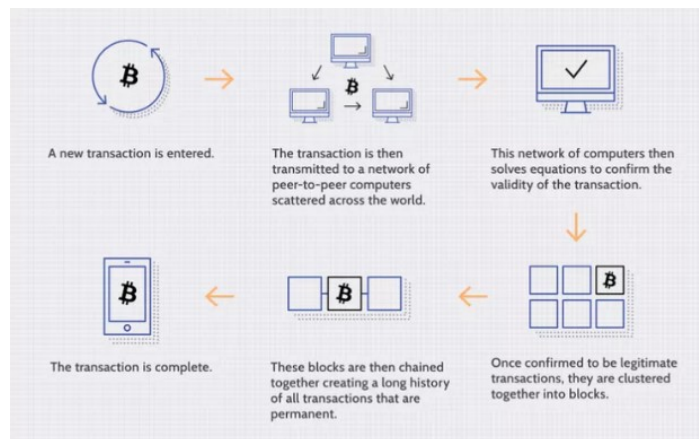 A new transaction is entered.
The transaction is then
transmitted to a network of
peer-to-peer computers
scattered across the world.
This network of computers then
solves equations to confirm the
validity of the transaction.
Once confirmed to be legitimate
transactions, they are clustered
together into blocks.
These blocks are then chained
together creating a long history
of all transactions that are
permanent.
The transaction is complete.